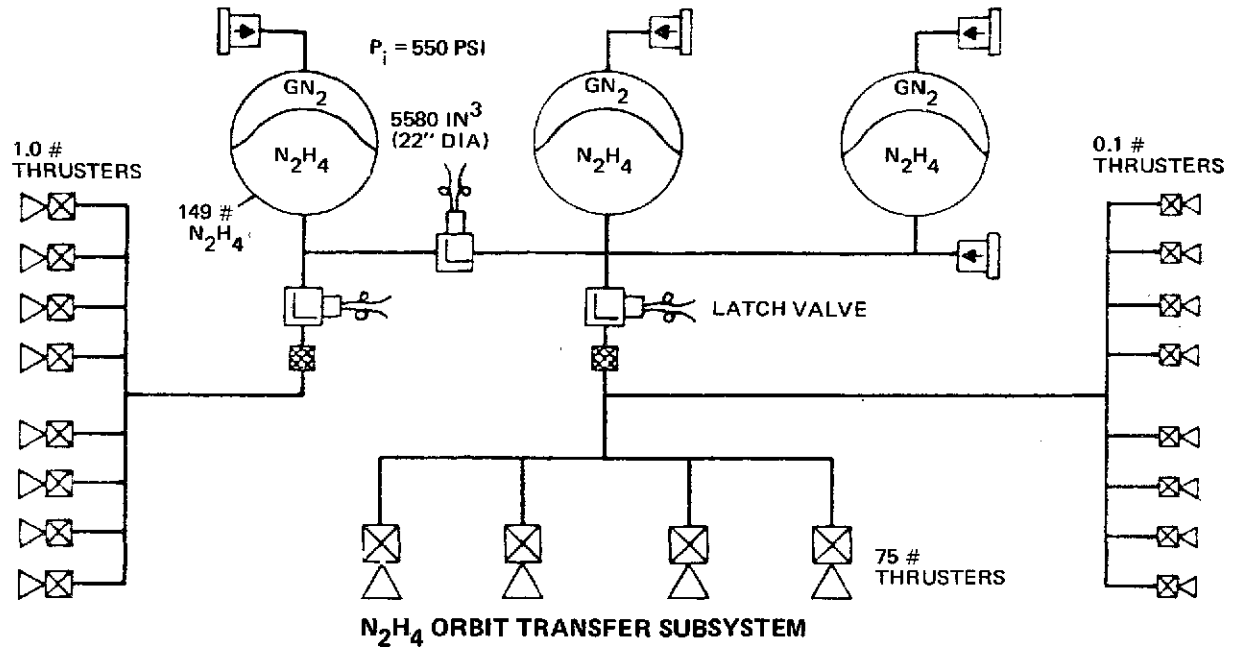 P_i = 550 PSI
GN₂
N₂H₄
5580 IN³
(22" DIA)
GN₂
N₂H₄
GN₂
N₂H₄
1.0 #
THRUSTERS
0.1 #
THRUSTERS
149 #
N₂H₄
LATCH VALVE
75 #
THRUSTERS
N₂H₄ ORBIT TRANSFER SUBSYSTEM